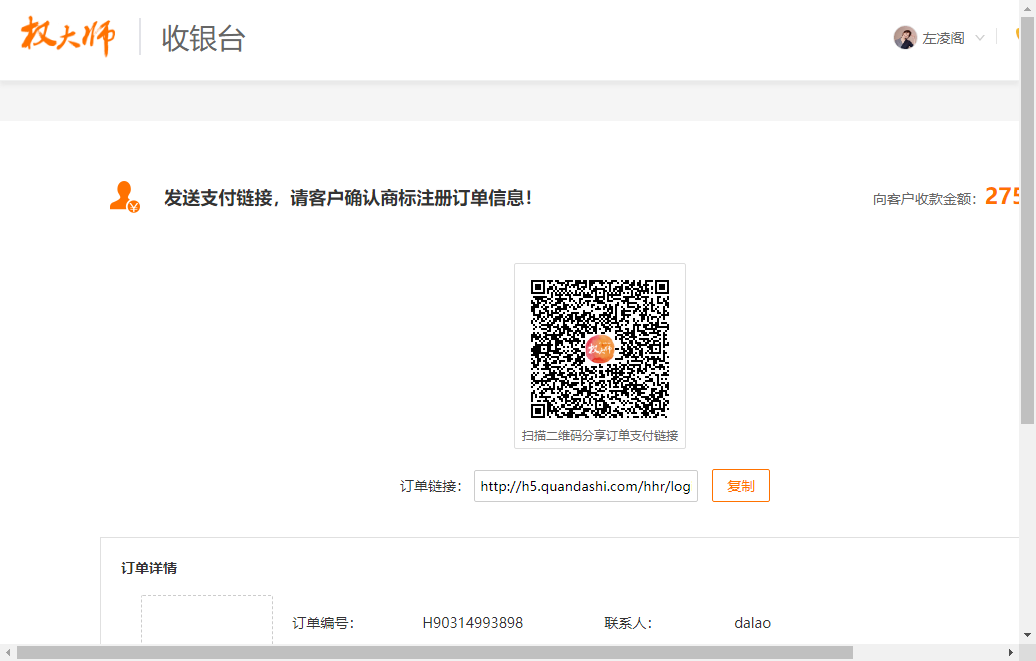 权大师 收银台 左凌阁
发送支付链接，请客户确认商标注册订单信息！ 向客户收款金额： 275
权大师
扫描二维码分享订单支付链接
订单链接： http://h5.quandashi.com/hhr/log 复制
订单详情
订单编号： H90314993898 联系人： dalao